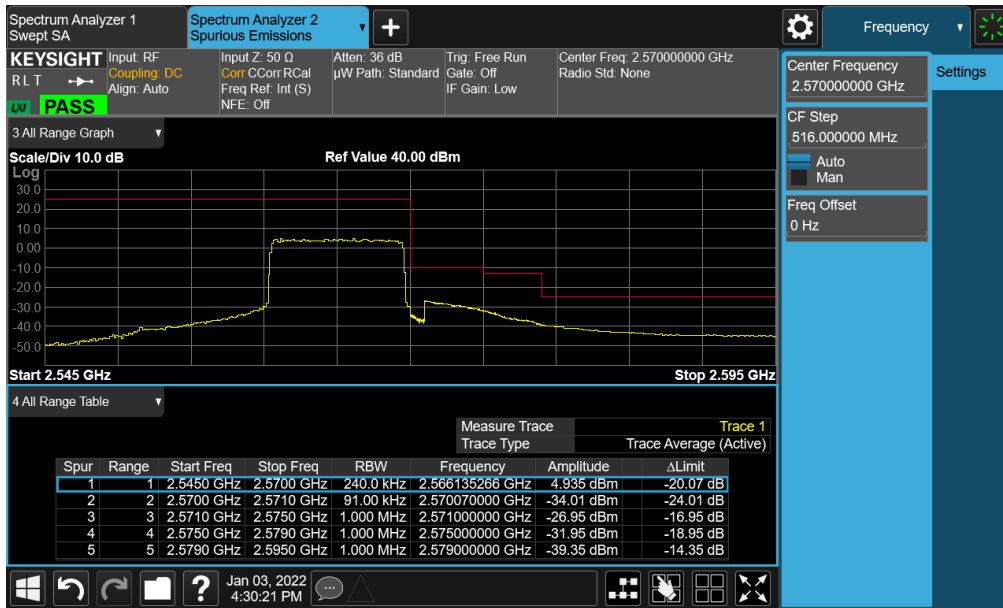 Spectrum Analyzer 1
Swept SA
Spectrum Analyzer 2
Spurious Emissions
Frequency
KEYSIGHT
R L T
LXI PASS
Input: RF
Coupling: DC
Align: Auto
Input Z: 50 Ω
Corr CCorr RCal
Freq Ref: Int (S)
NFE: Off
Atten: 36 dB
µW Path: Standard
Trig: Free Run
Gate: Off
IF Gain: Low
Center Freq: 2.570000000 GHz
Radio Std: None
Center Frequency
2.570000000 GHz
Settings
CF Step
516.000000 MHz
Auto
Man
Freq Offset
0 Hz
3 All Range Graph
Scale/Div 10.0 dB
Ref Value 40.00 dBm
Log
30.0
20.0
10.0
0.00
-10.0
-20.0
-30.0
-40.0
-50.0
Start 2.545 GHz
Stop 2.595 GHz
4 All Range Table
Measure Trace Trace 1
Trace Type Trace Average (Active)
Spur Range Start Freq Stop Freq RBW Frequency Amplitude ΔLimit
1 1 2.5450 GHz 2.5700 GHz 240.0 kHz 2.566135266 GHz 4.935 dBm -20.07 dB
2 2 2.5700 GHz 2.5710 GHz 91.00 kHz 2.570070000 GHz -34.01 dBm -24.01 dB
3 3 2.5710 GHz 2.5750 GHz 1.000 MHz 2.571000000 GHz -26.95 dBm -16.95 dB
4 4 2.5750 GHz 2.5790 GHz 1.000 MHz 2.575000000 GHz -31.95 dBm -18.95 dB
5 5 2.5790 GHz 2.5950 GHz 1.000 MHz 2.579000000 GHz -39.35 dBm -14.35 dB
Jan 03, 2022
4:30:21 PM